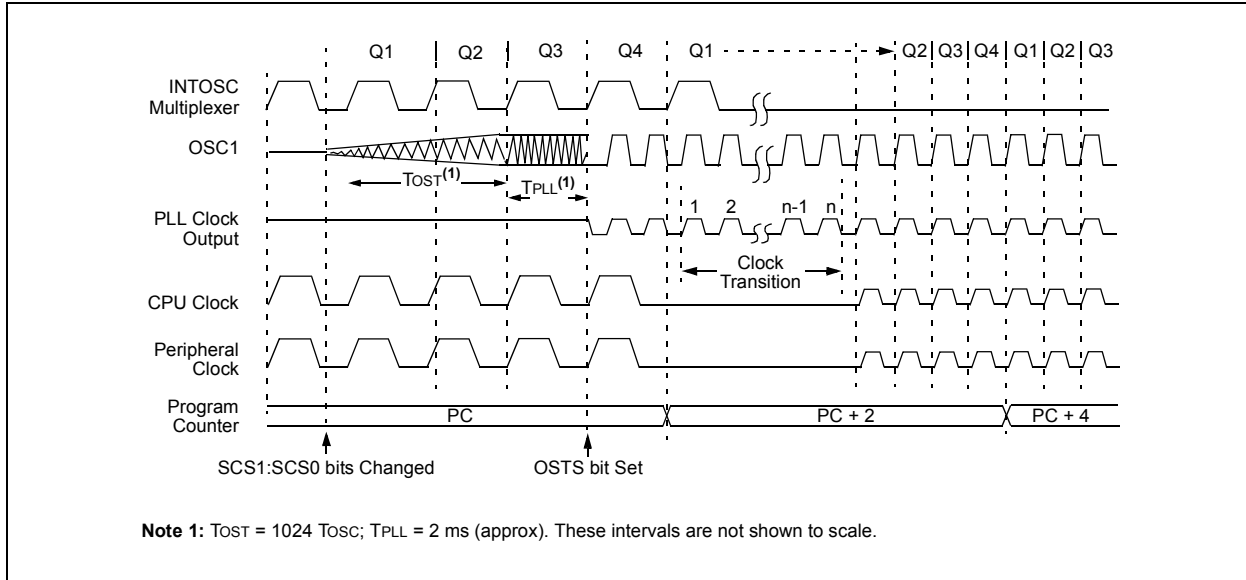 Q1 Q2 Q3 Q4 Q1 Q2 Q3 Q4 Q1 Q2 Q3
INTOSC
Multiplexer
OSC1
TOST(1)
TPLL(1)
PLL Clock
Output
1 2 n-1 n
Clock
Transition
CPU Clock
Peripheral
Clock
Program
Counter
PC PC + 2 PC + 4
SCS1:SCS0 bits Changed OSTS bit Set
Note 1: TOST = 1024 TOSC; TPLL = 2 ms (approx). These intervals are not shown to scale.